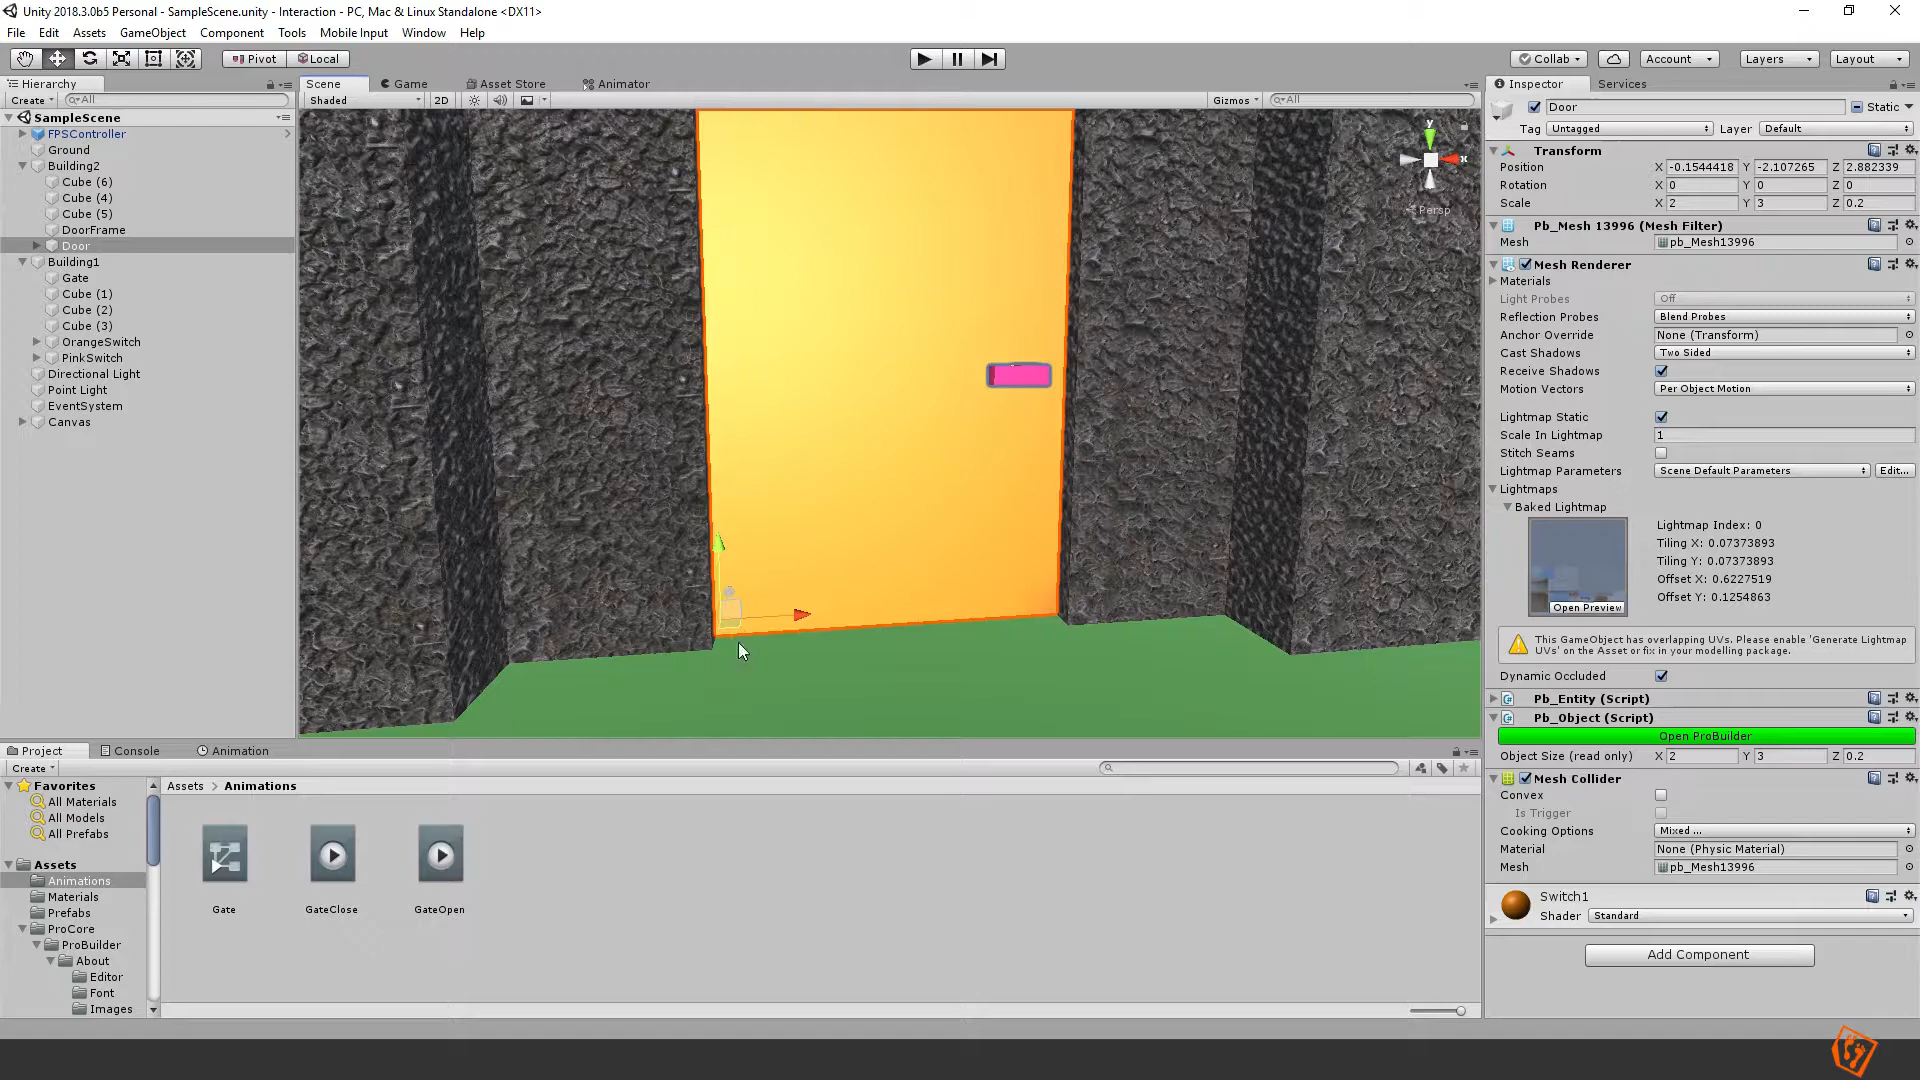 Unity 2018.3.0b5 Personal - SampleScene.unity - Interaction - PC, Mac & Linux Standalone <DX11>
File Edit Assets GameObject Component Tools Mobile Input Window Help
Pivot Local Collab Account Layers Layout
Hierarchy
Create All
SampleScene
FPSController
Ground
Building2
Cube (6)
Cube (4)
Cube (5)
DoorFrame
Door
Building1
Gate
Cube (1)
Cube (2)
Cube (3)
OrangeSwitch
PinkSwitch
Directional Light
Point Light
EventSystem
Canvas
Scene Game Asset Store Animator
Shaded 2D Gizmos All
y
x
Persp
Inspector Services
Door Static
Tag Untagged Layer Default
Transform
Position X -0.1544418 Y -2.107265 Z 2.882339
Rotation X 0 Y 0 Z 0
Scale X 2 Y 3 Z 0.2
Pb_Mesh 13996 (Mesh Filter)
Mesh pb_Mesh13996
Mesh Renderer
Materials
Light Probes Off
Reflection Probes Blend Probes
Anchor Override None (Transform)
Cast Shadows Two Sided
Receive Shadows
Motion Vectors Per Object Motion
Lightmap Static
Scale In Lightmap 1
Stitch Seams
Lightmap Parameters Scene Default Parameters Edit...
Lightmaps
Baked Lightmap
Lightmap Index: 0
Tiling X: 0.07373893
Tiling Y: 0.07373893
Offset X: 0.6227519
Offset Y: 0.1254863
Open Preview
This GameObject has overlapping UVs. Please enable 'Generate Lightmap
UVs' on the Asset or fix in your modelling package.
Dynamic Occluded
Pb_Entity (Script)
Pb_Object (Script)
Open ProBuilder
Object Size (read only) X 2 Y 3 Z 0.2
Mesh Collider
Convex
Is Trigger
Cooking Options Mixed ...
Material None (Physic Material)
Mesh pb_Mesh13996
Switch1
Shader Standard
Add Component
Project Console Animation
Create
Favorites
All Materials
All Models
All Prefabs
Assets
Animations
Materials
Prefabs
ProCore
ProBuilder
About
Editor
Font
Images
Assets > Animations
Gate GateClose GateOpen